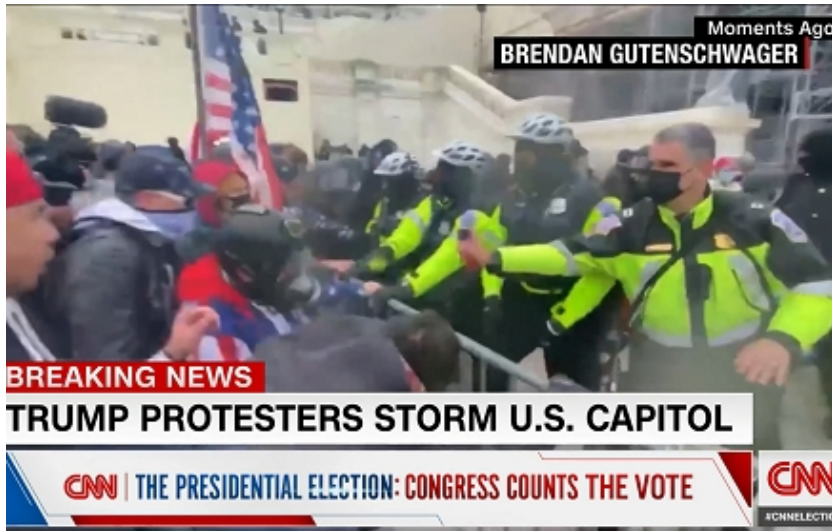 Moments Ago
BRENDAN GUTENSCHWAGER
BREAKING NEWS
TRUMP PROTESTERS STORM U.S. CAPITOL
CNN | THE PRESIDENTIAL ELECTION: CONGRESS COUNTS THE VOTE
CNN
#CNNELECTI